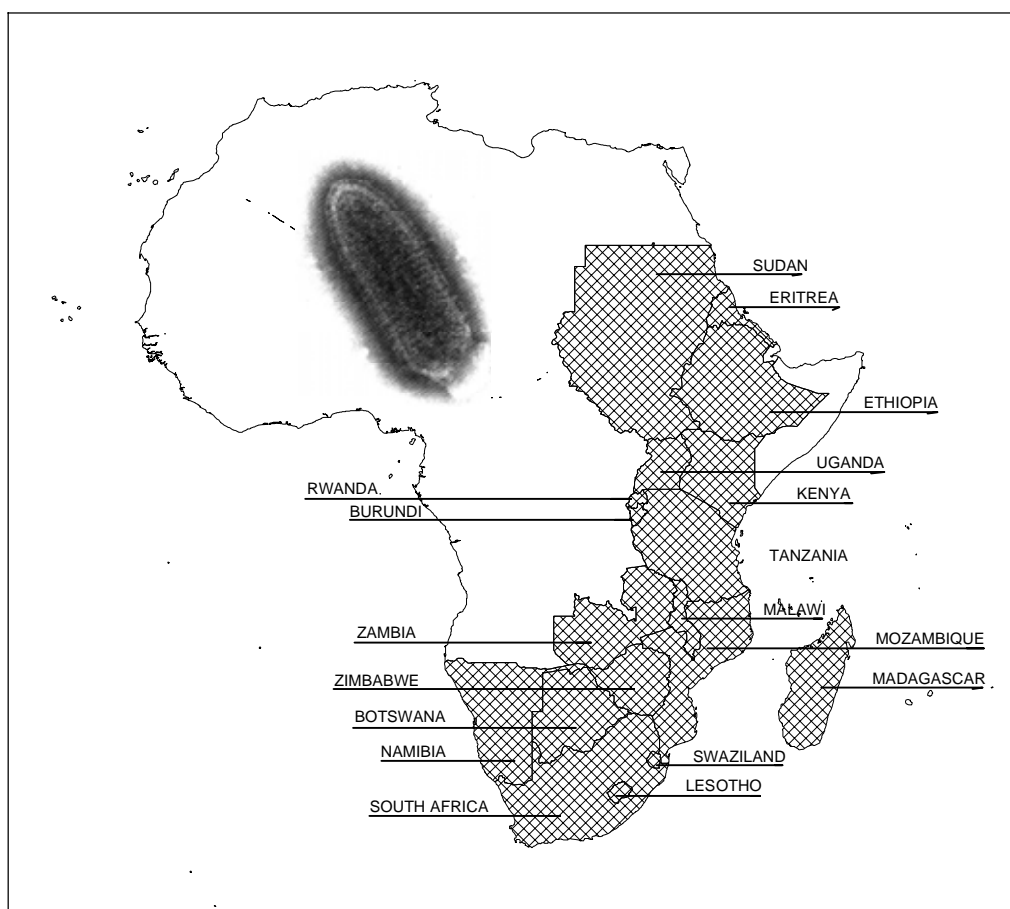 SUDAN
ERITREA
ETHIOPIA
UGANDA
RWANDA
KENYA
BURUNDI
TANZANIA
MALAWI
ZAMBIA
MOZAMBIQUE
ZIMBABWE
MADAGASCAR
BOTSWANA
NAMIBIA
SWAZILAND
LESOTHO
SOUTH AFRICA